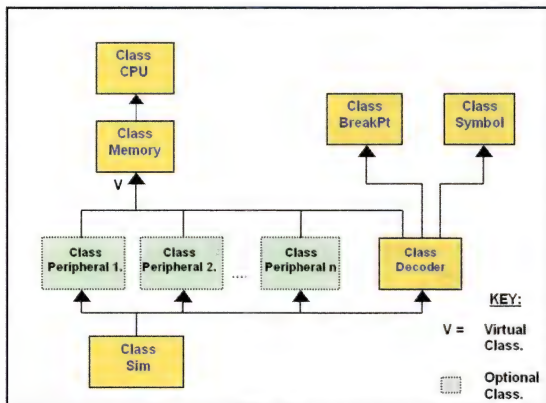 Class
CPU
Class
BreakPt
Class
Symbol
Class
Memory
V
Class
Peripheral 1.
Class
Peripheral 2.
....
Class
Peripheral n
Class
Decoder
Class
Sim
KEY:
V = Virtual
Class.
Optional
Class.